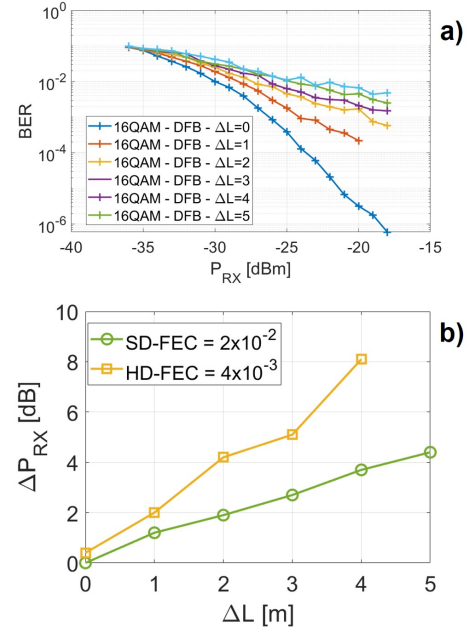 a)
10^0
10^-2
10^-4
10^-6
BER
16QAM - DFB - ΔL=0
16QAM - DFB - ΔL=1
16QAM - DFB - ΔL=2
16QAM - DFB - ΔL=3
16QAM - DFB - ΔL=4
16QAM - DFB - ΔL=5
-40 -35 -30 -25 -20 -15
P_RX [dBm]
b)
10
8
6
4
2
0
ΔP_RX [dB]
SD-FEC = 2x10^-2
HD-FEC = 4x10^-3
0 1 2 3 4 5
ΔL [m]